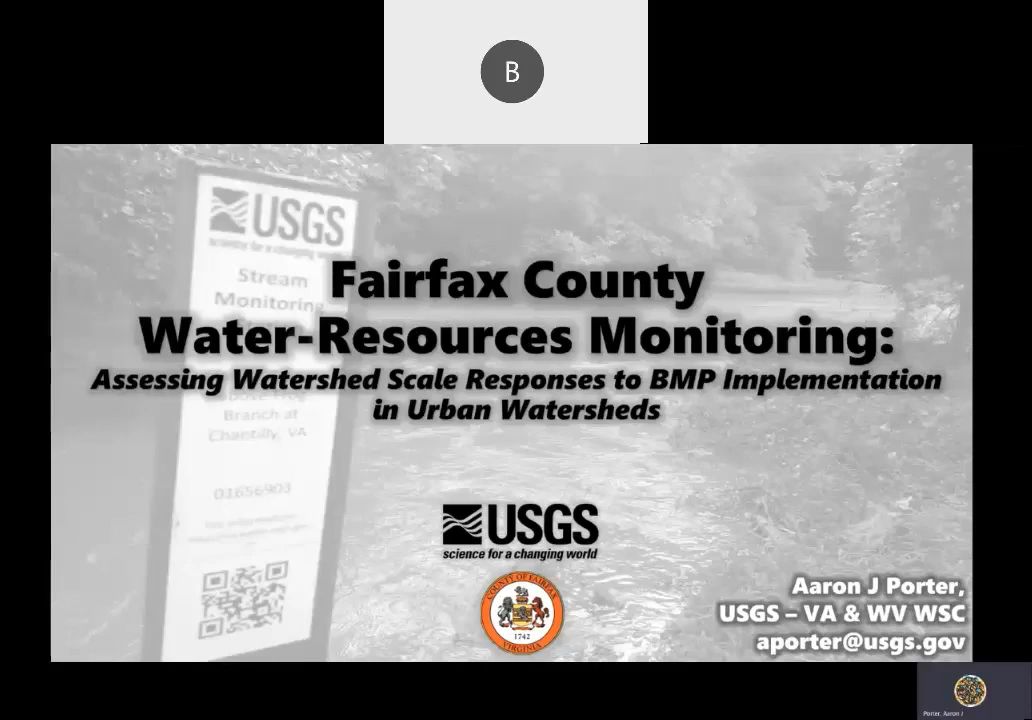 B
USGS
science for a changing
Stream
Monitoring
Fairfax County
Water-Resources Monitoring:
Assessing Watershed Scale Responses to BMP Implementation
in Urban Watersheds
Branch at
Chantilly, VA
01656903
USGS
science for a changing world
COUNTY OF FAIRFAX
1742
VIRGINIA
Aaron J Porter,
USGS – VA & WV WSC
aporter@usgs.gov
Porter, Aaron J